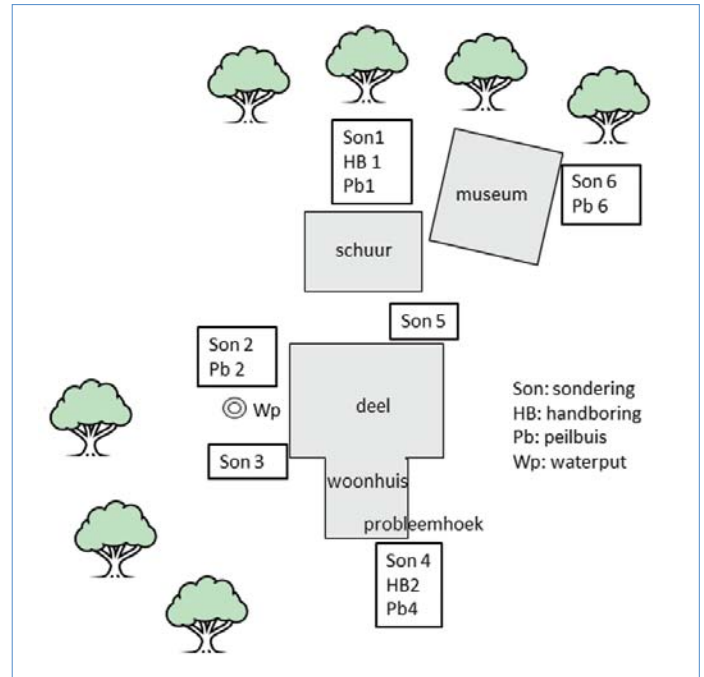 Son1
HB 1
Pb1
museum
Son 6
Pb 6
schuur
Son 5
Son 2
Pb 2
Wp
deel
Son: sondering
HB: handboring
Pb: peilbuis
Wp: waterput
Son 3
woonhuis
probleemhoek
Son 4
HB2
Pb4